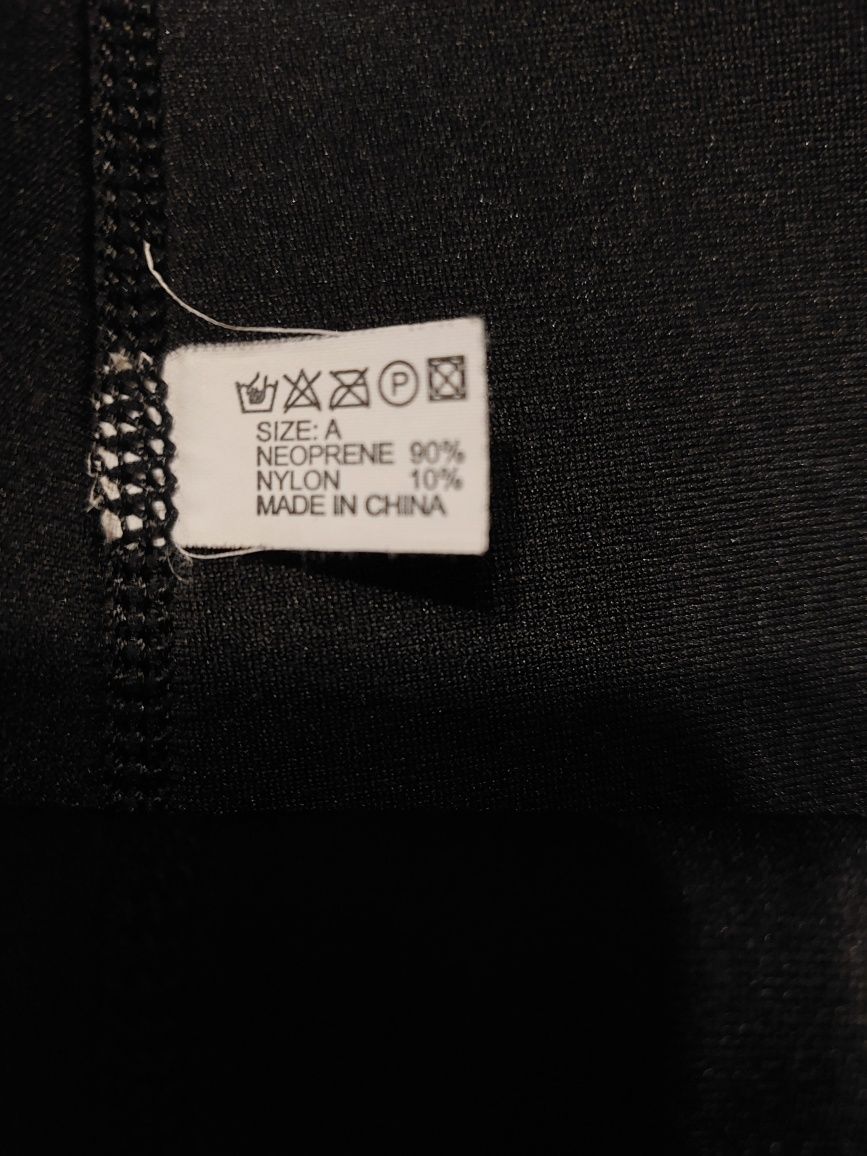 P
SIZE: A
NEOPRENE 90%
NYLON 10%
MADE IN CHINA